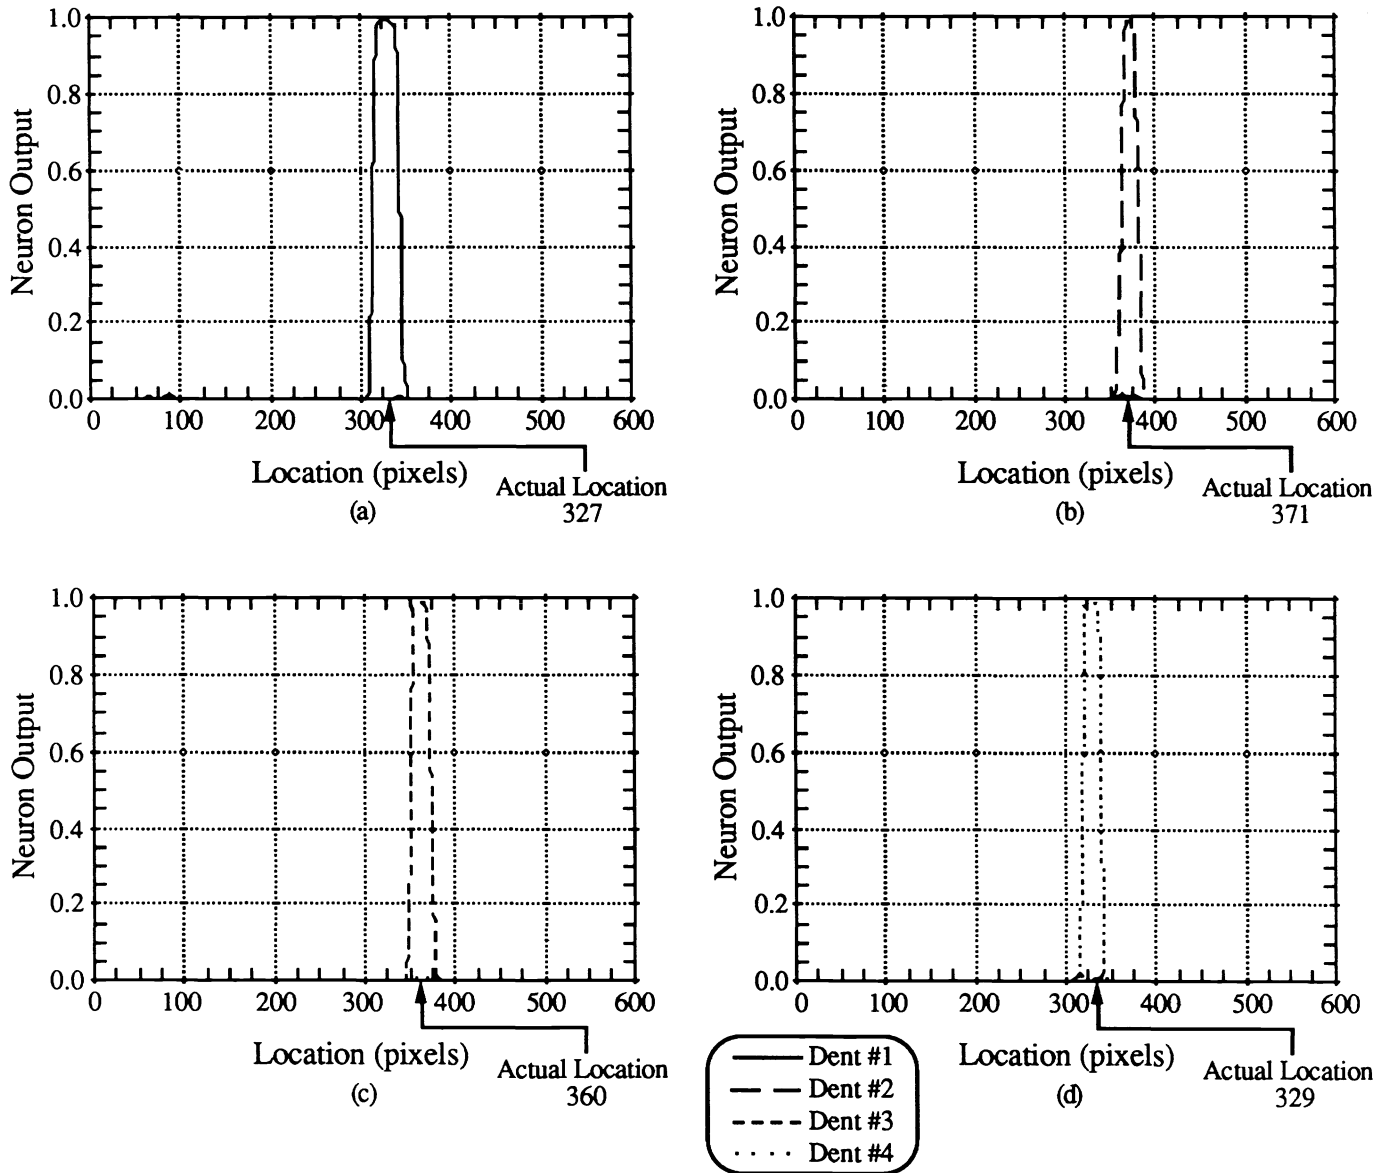 1.0
0.8
0.6
0.4
0.2
0.0
Neuron Output
0 100 200 300 400 500 600
Location (pixels)
Actual Location
327
(a)
1.0
0.8
0.6
0.4
0.2
0.0
Neuron Output
0 100 200 300 400 500 600
Location (pixels)
Actual Location
371
(b)
1.0
0.8
0.6
0.4
0.2
0.0
Neuron Output
0 100 200 300 400 500 600
Location (pixels)
Actual Location
360
(c)
1.0
0.8
0.6
0.4
0.2
0.0
Neuron Output
0 100 200 300 400 500 600
Location (pixels)
Actual Location
329
(d)
Dent #1
Dent #2
Dent #3
Dent #4